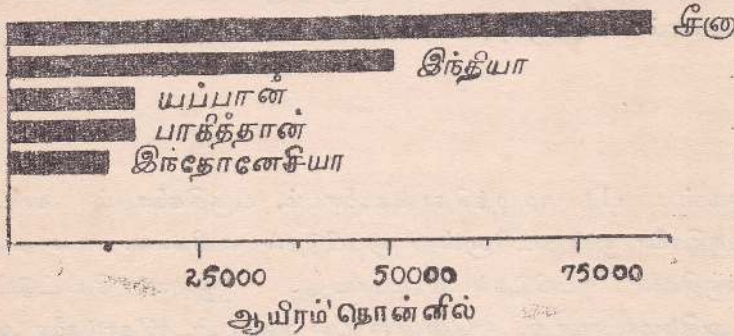 சீனா
இந்தியா
யப்பான்
பாகித்தான்
இந்தோனேசியா
25000 50000 75000
ஆயிரம் தொன்னில்